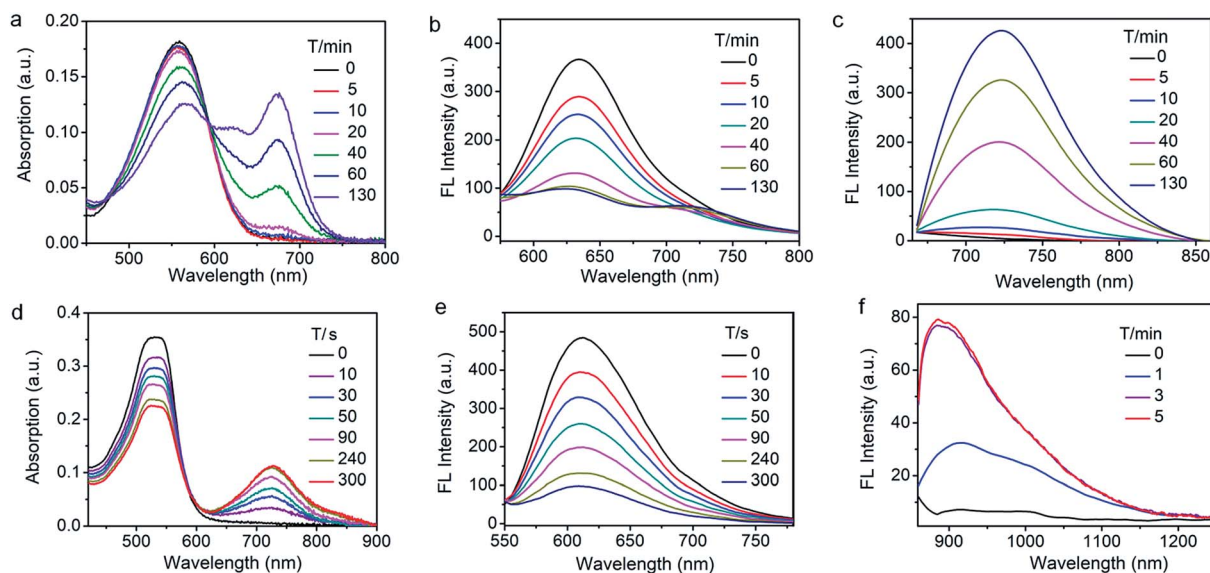 a
0.20
0.15
0.10
0.05
0.00
Absorption (a.u.)
500 600 700 800
Wavelength (nm)
T/min
0
5
10
20
40
60
130
b
400
300
200
100
0
FL Intensity (a.u.)
600 650 700 750 800
Wavelength (nm)
T/min
0
5
10
20
40
60
130
c
400
300
200
100
0
FL Intensity (a.u.)
700 750 800 850
Wavelength (nm)
T/min
0
5
10
20
40
60
130
d
0.4
0.3
0.2
0.1
0.0
Absorption (a.u.)
500 600 700 800 900
Wavelength (nm)
T/s
0
10
30
50
90
240
300
e
500
400
300
200
100
0
FL Intensity (a.u.)
550 600 650 700 750
Wavelength (nm)
T/s
0
10
30
50
90
240
300
f
80
60
40
20
FL Intensity (a.u.)
900 1000 1100 1200
Wavelength (nm)
T/min
0
1
3
5